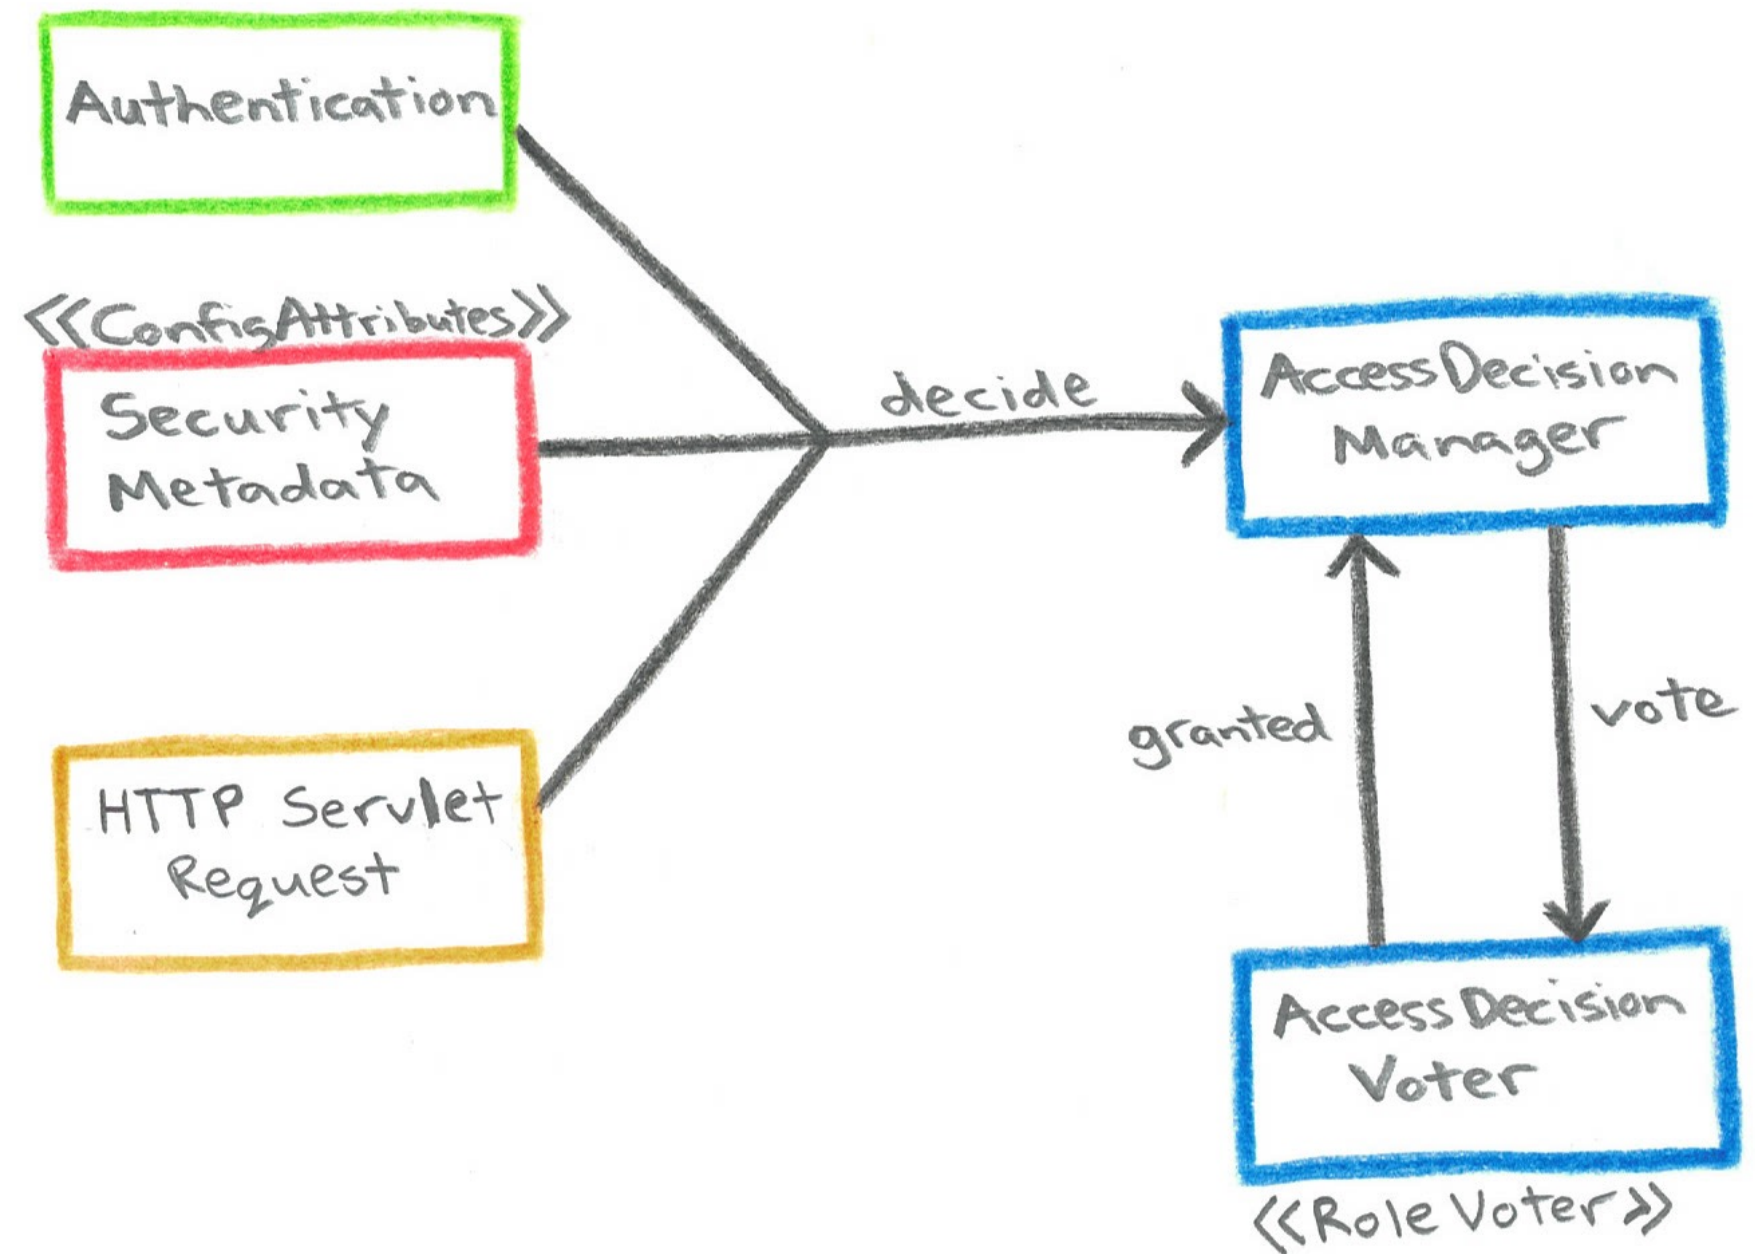 Authentication
<<ConfigAttributes>>
Security
Metadata
HTTP Servlet
Request
decide
AccessDecision
Manager
granted
vote
AccessDecision
Voter
<<RoleVoter>>